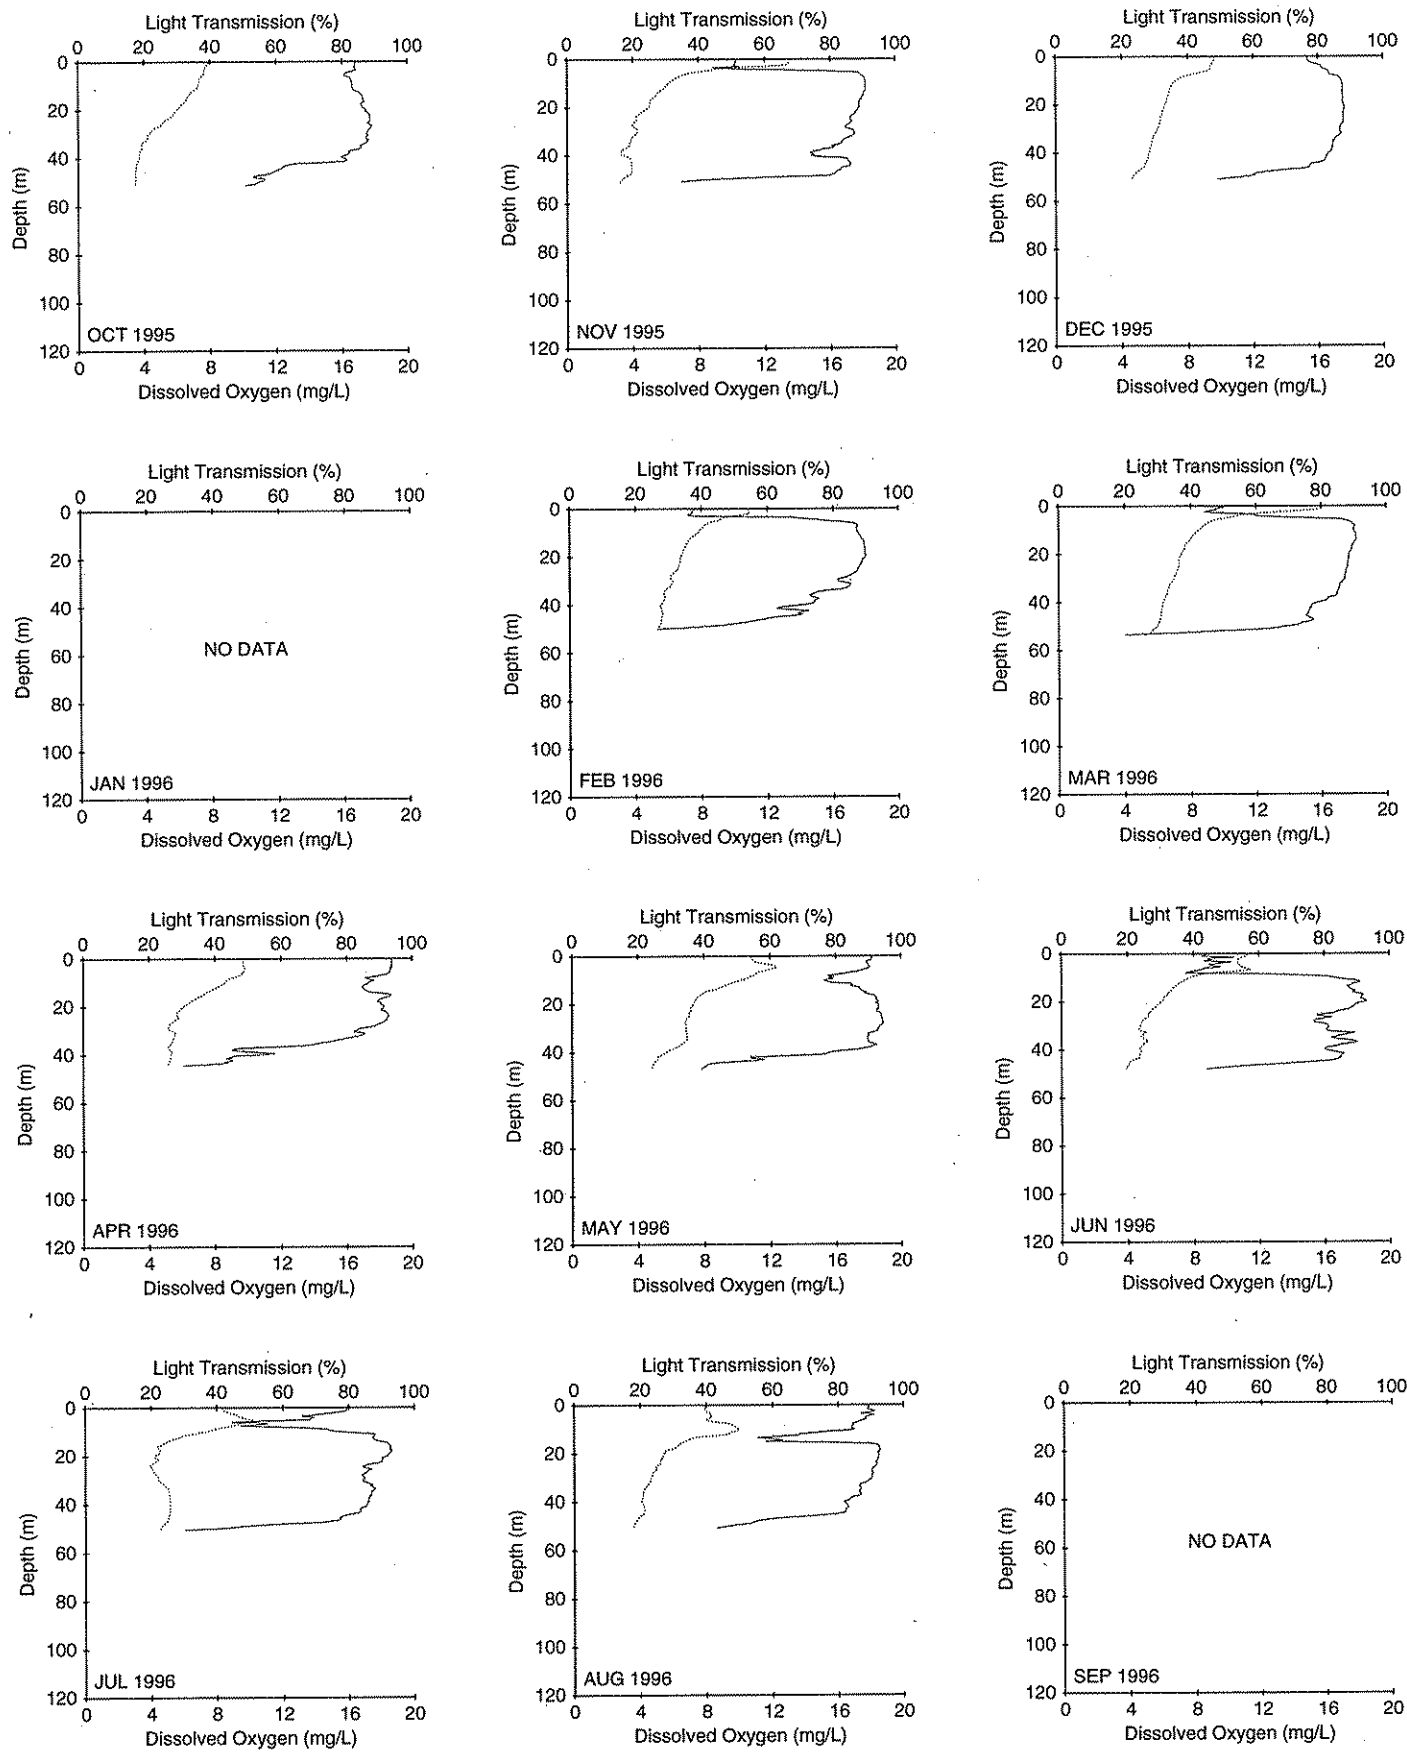 Light Transmission (%)
0 20 40 60 80 100
Depth (m)
0
20
40
60
80
100
120
OCT 1995
0 4 8 12 16 20
Dissolved Oxygen (mg/L)
Light Transmission (%)
0 20 40 60 80 100
Depth (m)
0
20
40
60
80
100
120
NOV 1995
0 4 8 12 16 20
Dissolved Oxygen (mg/L)
Light Transmission (%)
0 20 40 60 80 100
Depth (m)
0
20
40
60
80
100
120
DEC 1995
0 4 8 12 16 20
Dissolved Oxygen (mg/L)
Light Transmission (%)
0 20 40 60 80 100
Depth (m)
0
20
40
60
80
100
120
NO DATA
JAN 1996
0 4 8 12 16 20
Dissolved Oxygen (mg/L)
Light Transmission (%)
0 20 40 60 80 100
Depth (m)
0
20
40
60
80
100
120
FEB 1996
0 4 8 12 16 20
Dissolved Oxygen (mg/L)
Light Transmission (%)
0 20 40 60 80 100
Depth (m)
0
20
40
60
80
100
120
MAR 1996
0 4 8 12 16 20
Dissolved Oxygen (mg/L)
Light Transmission (%)
0 20 40 60 80 100
Depth (m)
0
20
40
60
80
100
120
APR 1996
0 4 8 12 16 20
Dissolved Oxygen (mg/L)
Light Transmission (%)
0 20 40 60 80 100
Depth (m)
0
20
40
60
80
100
120
MAY 1996
0 4 8 12 16 20
Dissolved Oxygen (mg/L)
Light Transmission (%)
0 20 40 60 80 100
Depth (m)
0
20
40
60
80
100
120
JUN 1996
0 4 8 12 16 20
Dissolved Oxygen (mg/L)
Light Transmission (%)
0 20 40 60 80 100
Depth (m)
0
20
40
60
80
100
120
JUL 1996
0 4 8 12 16 20
Dissolved Oxygen (mg/L)
Light Transmission (%)
0 20 40 60 80 100
Depth (m)
0
20
40
60
80
100
120
AUG 1996
0 4 8 12 16 20
Dissolved Oxygen (mg/L)
Light Transmission (%)
0 20 40 60 80 100
Depth (m)
0
20
40
60
80
100
120
NO DATA
SEP 1996
0 4 8 12 16 20
Dissolved Oxygen (mg/L)